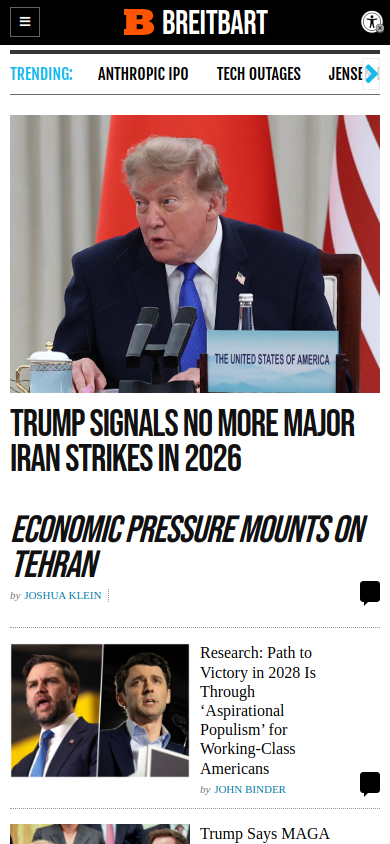 B BREITBART
TRENDING:
ANTHROPIC IPO
TECH OUTAGES
JENSE
THE UNITED STATES OF AMERICA
TRUMP SIGNALS NO MORE MAJOR
IRAN STRIKES IN 2026
ECONOMIC PRESSURE MOUNTS ON
TEHRAN
by JOSHUA KLEIN
Research: Path to
Victory in 2028 Is
Through
‘Aspirational
Populism’ for
Working-Class
Americans
by JOHN BINDER
Trump Says MAGA